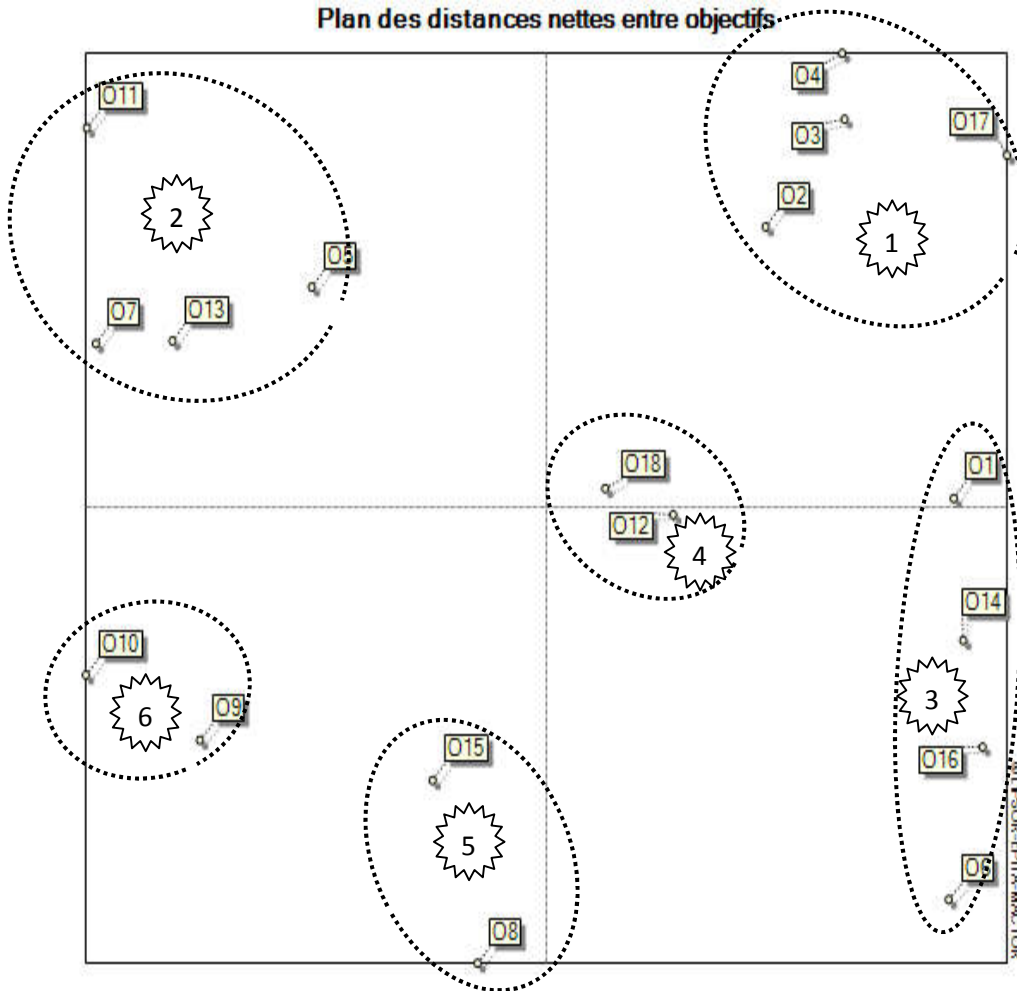 Plan des distances nettes entre objectifs
O4
O11
O17
O3
O2
2
1
O5
O7
O13
O18
O1
O12
4
O14
O10
3
O9
6
O15
O16
5
O6
O8